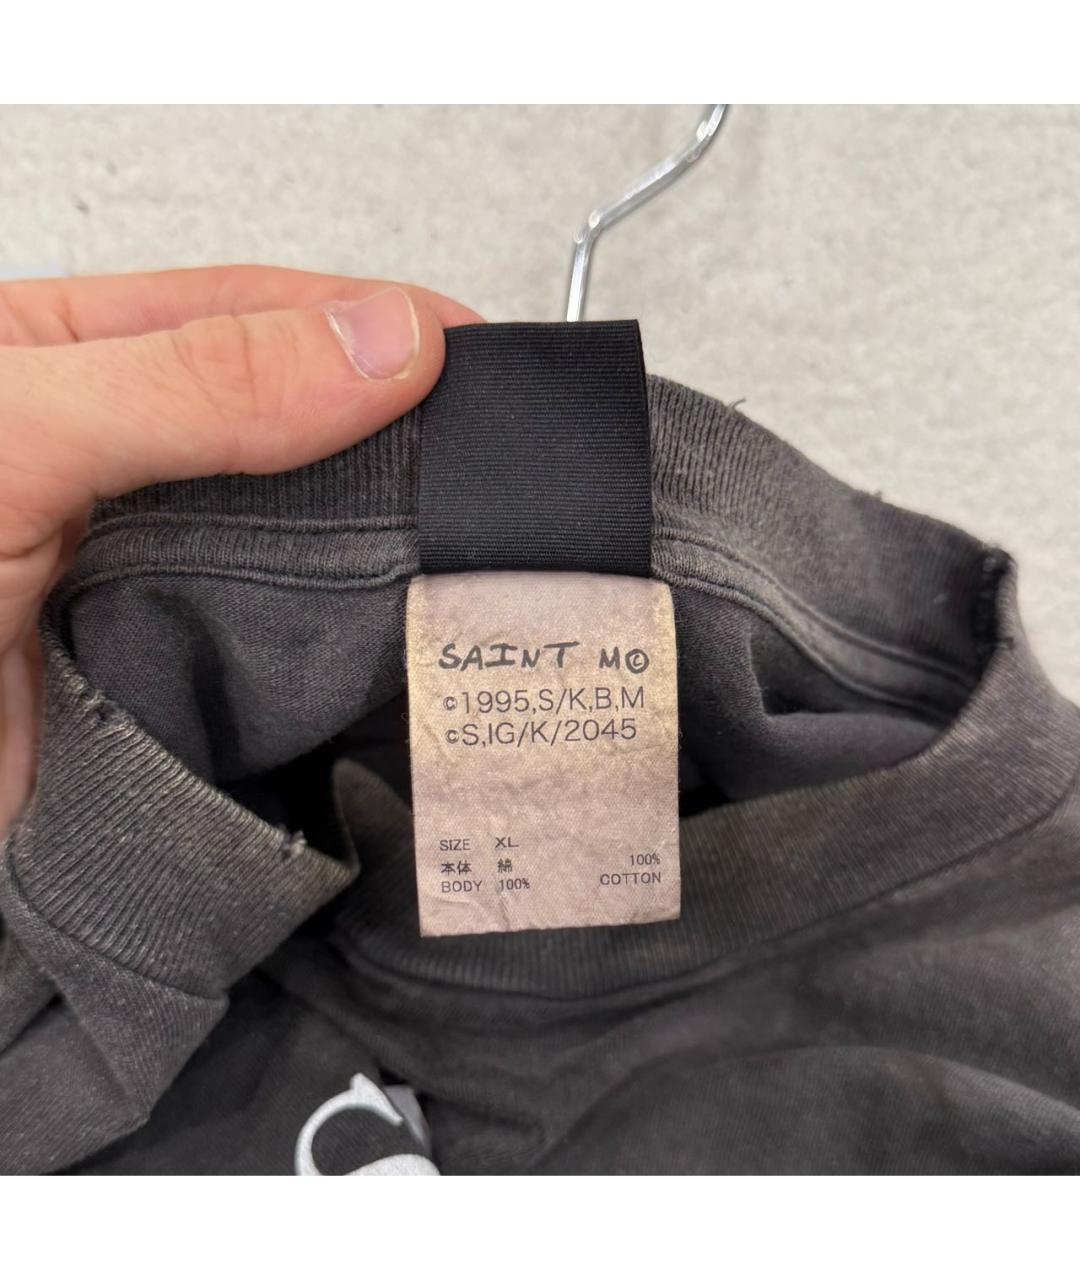 SAINT M©
©1995,S/K,B,M
©S,IG/K/2045
SIZE XL
本体 綿 100%
BODY 100% COTTON